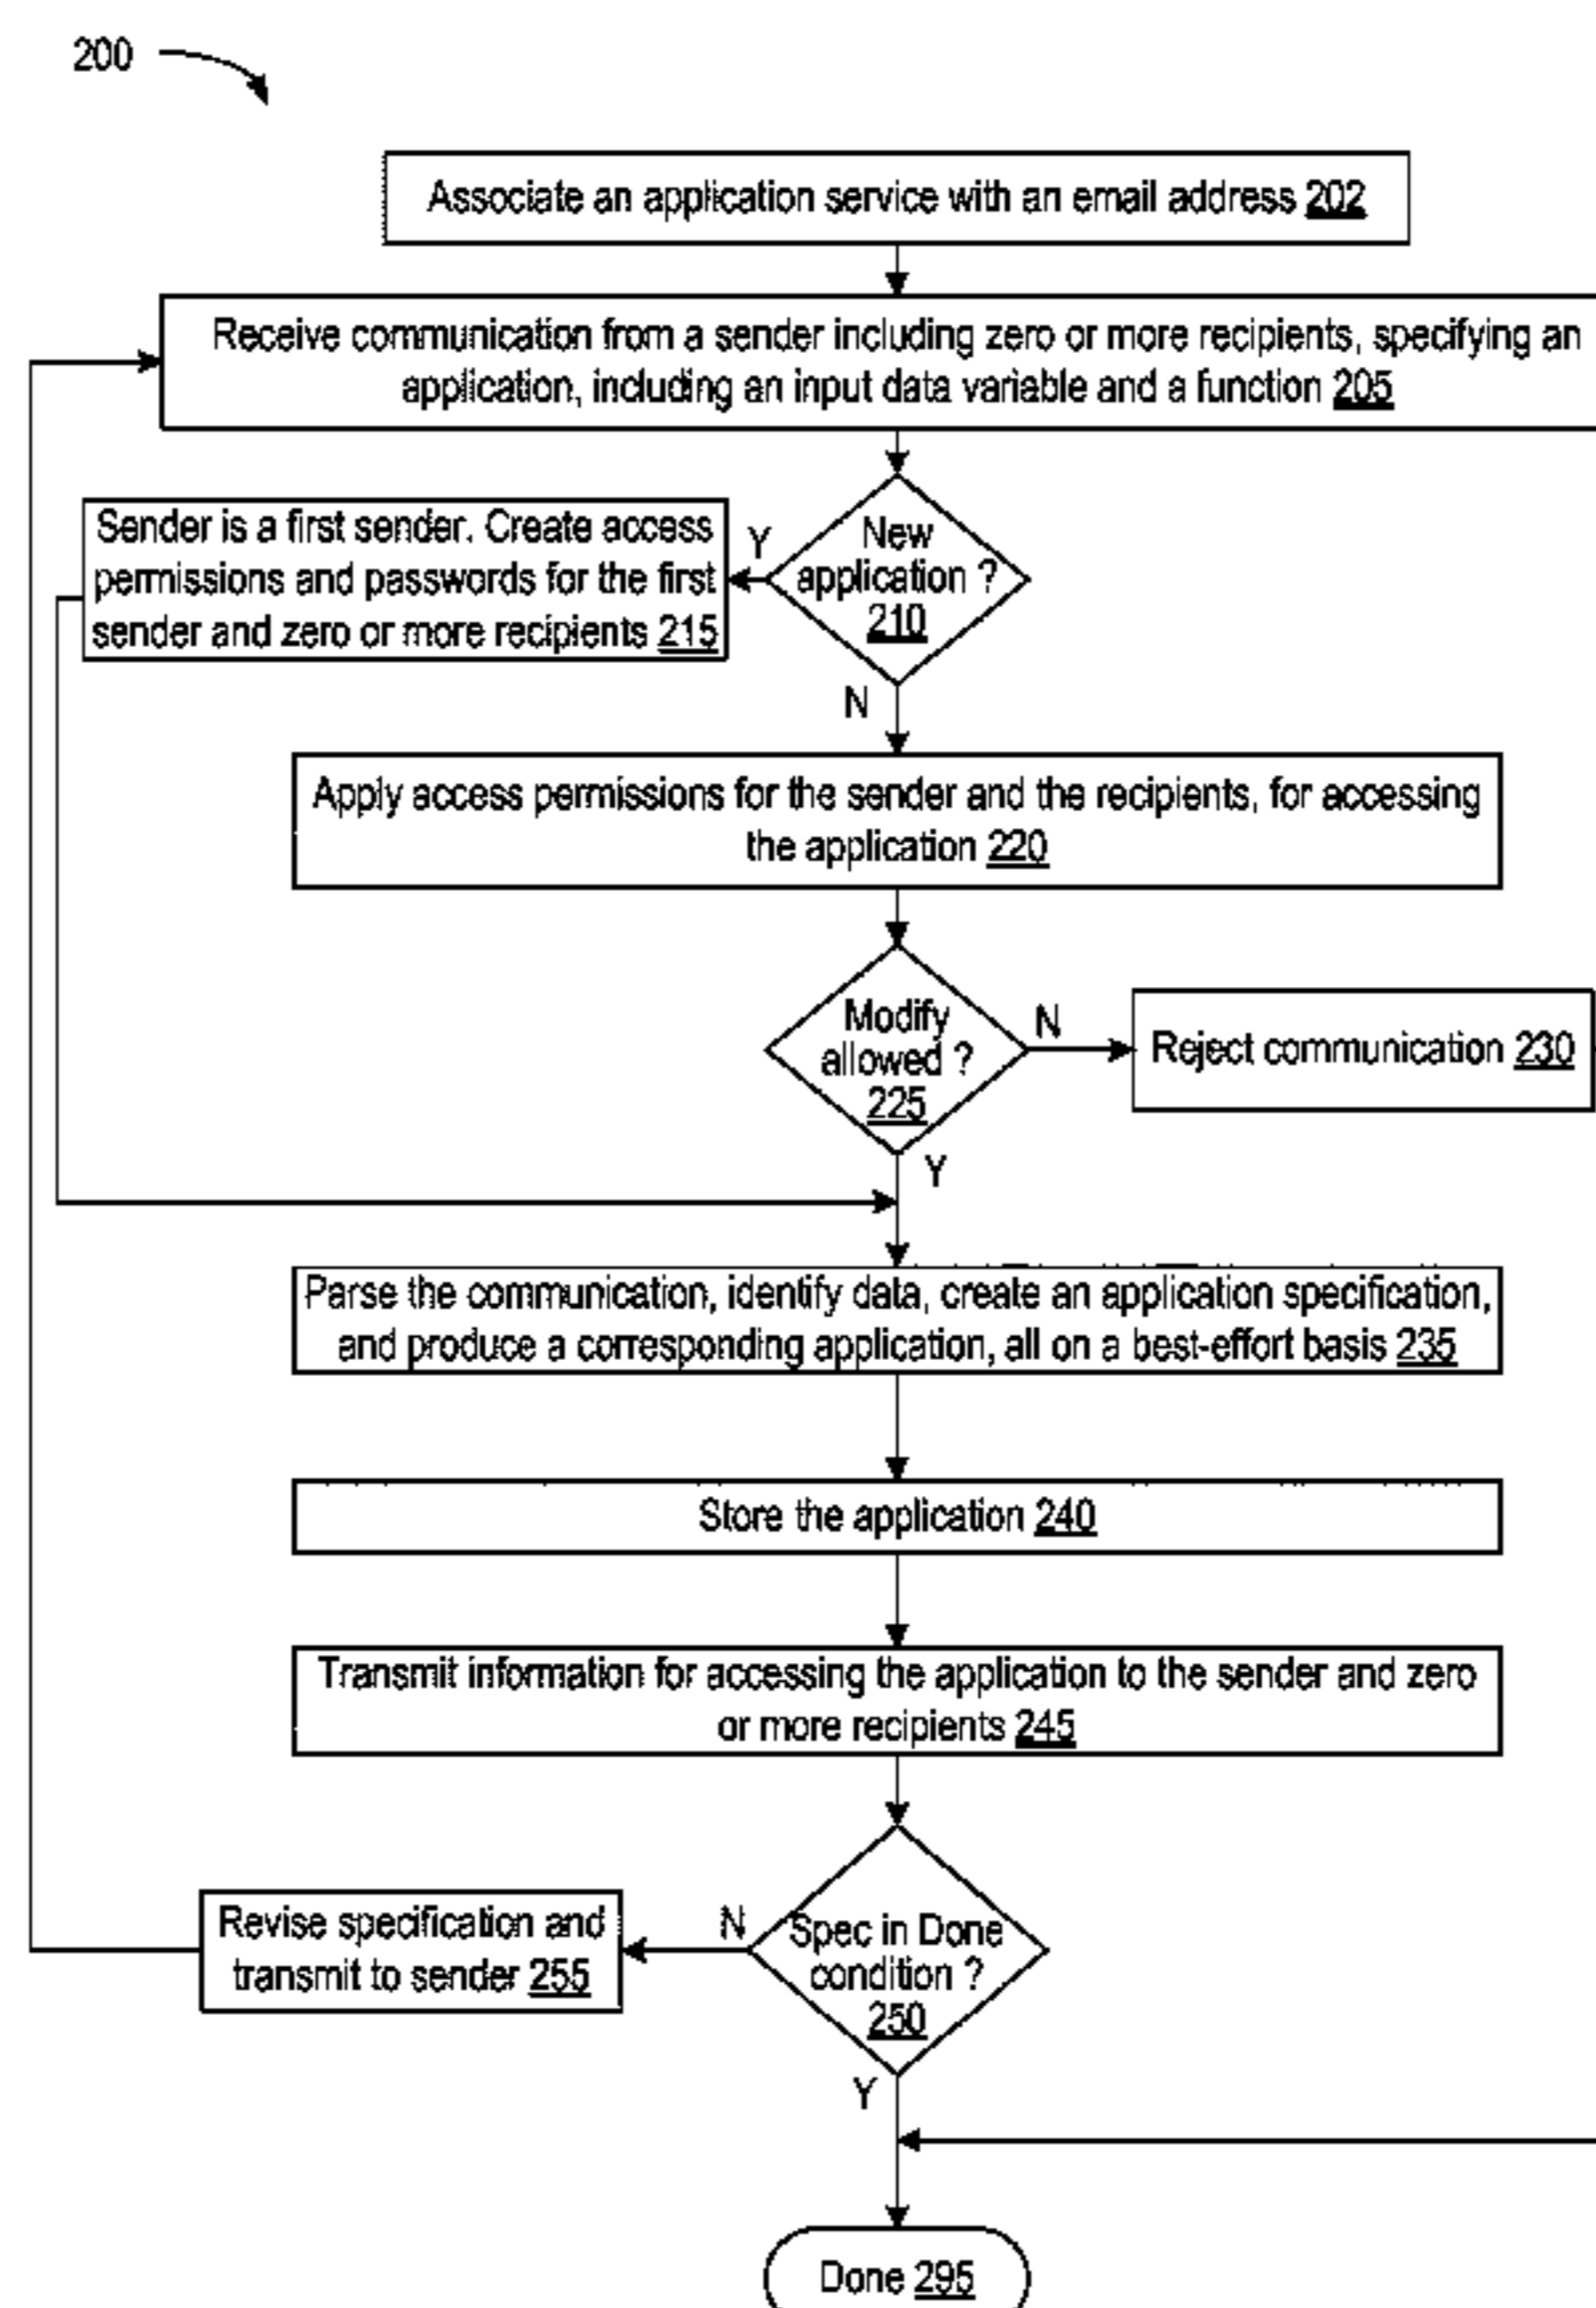 200
Associate an application service with an email address 202
Receive communication from a sender including zero or more recipients, specifying an
application, including an input data variable and a function 205
Sender is a first sender. Create access
permissions and passwords for the first
sender and zero or more recipients 215
Y
New
application ?
210
N
Apply access permissions for the sender and the recipients, for accessing
the application 220
Modify
allowed ?
225
N
Reject communication 230
Y
Parse the communication, identify data, create an application specification,
and produce a corresponding application, all on a best-effort basis 235
Store the application 240
Transmit information for accessing the application to the sender and zero
or more recipients 245
Revise specification and
transmit to sender 255
N
Spec in Done
condition ?
250
Y
Done 295